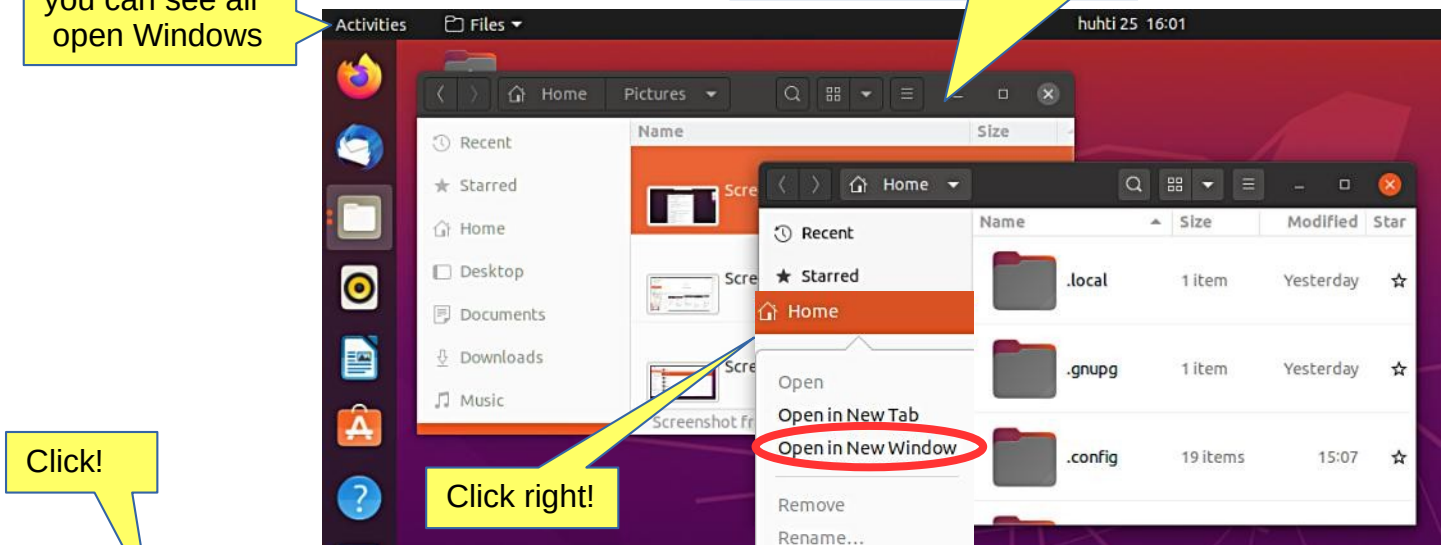 you can see all
open Windows
Activities
Files
huhti 25 16:01
Home
Pictures
Recent
Starred
Home
Desktop
Documents
Downloads
Music
Name
Size
Scre
Scre
Scre
Screenshot fr
Home
Recent
Starred
Home
Open
Open in New Tab
Open in New Window
Remove
Rename...
Name
Size
Modified
Star
.local
1 item
Yesterday
.gnupg
1 item
Yesterday
.config
19 items
15:07
Click!
Click right!